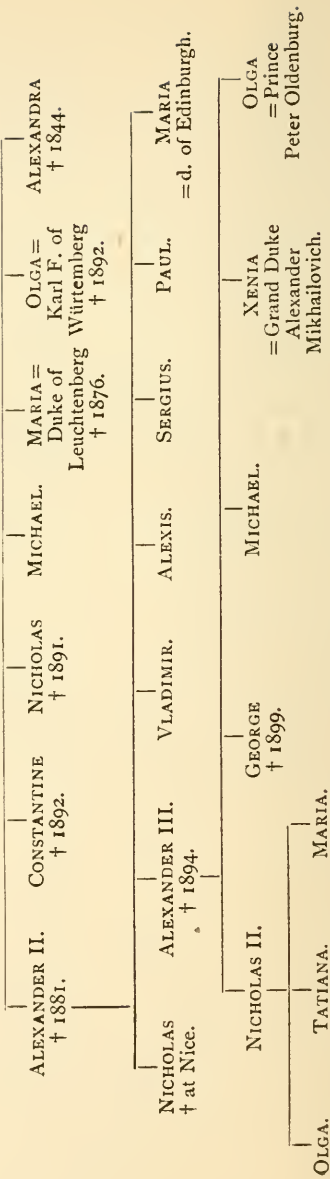 ALEXANDER II.
† 1881.
CONSTANTINE
† 1892.
NICHOLAS
† 1891.
MICHAEL.
MARIA =
Duke of
Leuchtenberg
† 1876.
OLGA =
Karl F. of
Würtemberg
† 1892.
ALEXANDRA
† 1844.
NICHOLAS
† at Nice.
ALEXANDER III.
† 1894.
VLADIMIR.
ALEXIS.
SERGIUS.
PAUL.
MARIA
= d. of Edinburgh.
NICHOLAS II.
GEORGE
† 1899.
MICHAEL.
XENIA
= Grand Duke
Alexander
Mikhailovich.
OLGA
= Prince
Peter Oldenburg.
OLGA.
TATIANA.
MARIA.